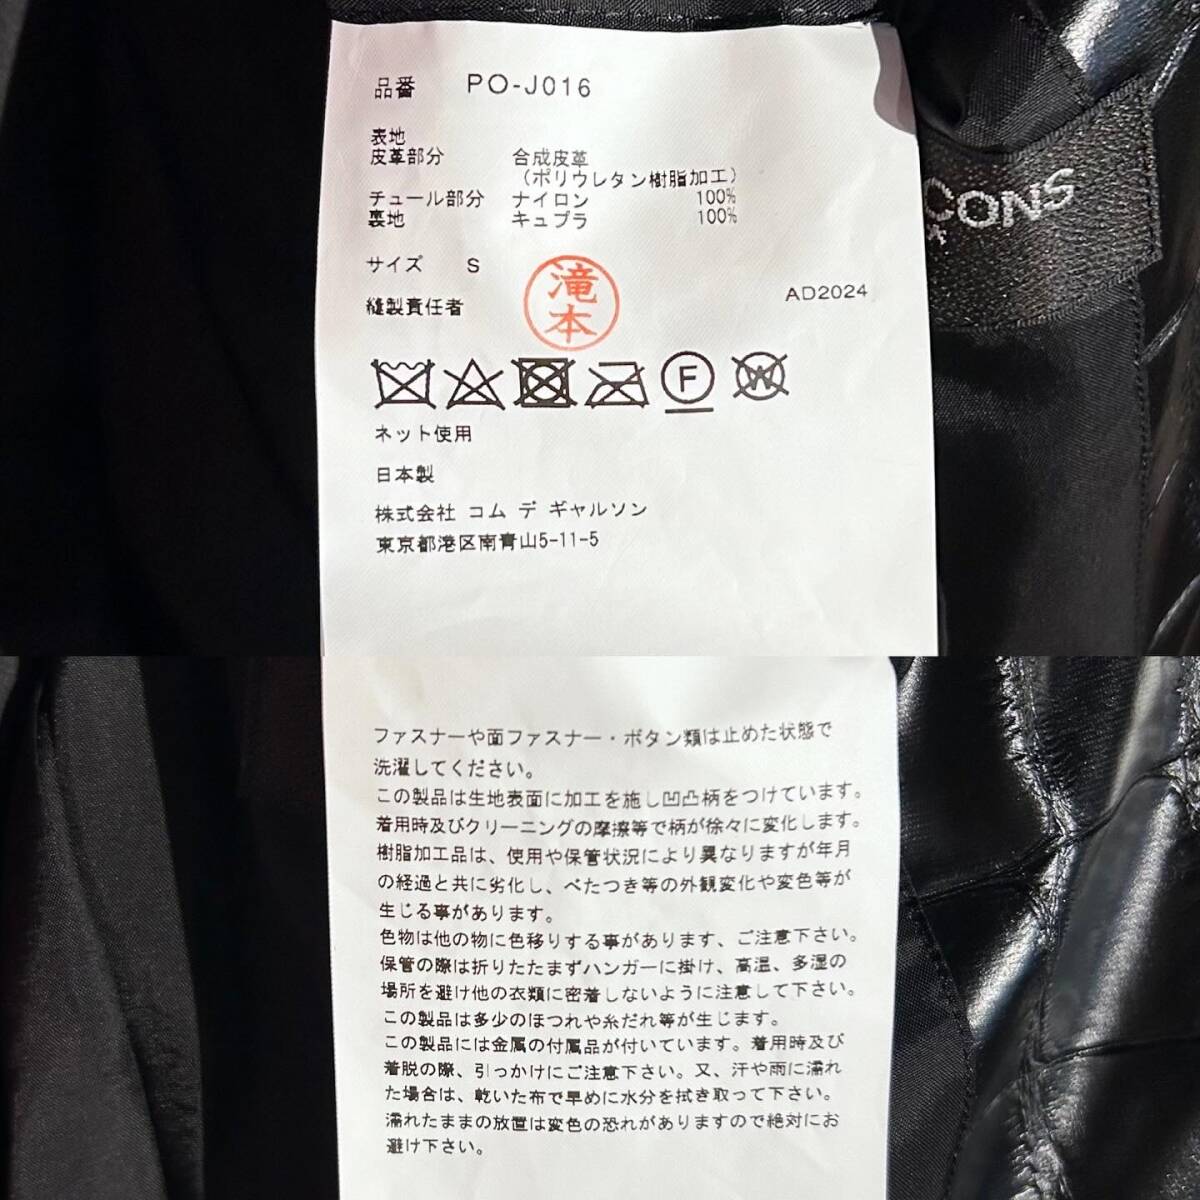 品番 PO-J016
表地
皮革部分 合成皮革
(ポリウレタン樹脂加工)
チュール部分 ナイロン 100%
裏地 キュプラ 100%
サイズ S
縫製責任者 滝本 AD2024
F W
ネット使用
日本製
株式会社 コム デ ギャルソン
東京都港区南青山5-11-5
CONS
ファスナーや面ファスナー・ボタン類は止めた状態で
洗濯してください。
この製品は生地表面に加工を施し凹凸柄をつけています。
着用時及びクリーニングの摩擦等で柄が徐々に変化します。
樹脂加工品は、使用や保管状況により異なりますが年月
の経過と共に劣化し、べたつき等の外観変化や変色等が
生じる事があります。
色物は他の物に色移りする事があります、ご注意下さい。
保管の際は折りたたまずハンガーに掛け、高温、多湿の
場所を避け他の衣類に密着しないように注意して下さい。
この製品は多少のほつれや糸だれ等が生じます。
この製品には金属の付属品が付いています。着用時及び
着脱の際、引っかけにご注意下さい。又、汗や雨に濡れ
た場合は、乾いた布で早めに水分を拭き取って下さい。
濡れたままの放置は変色の恐れがありますので絶対にお
避け下さい。